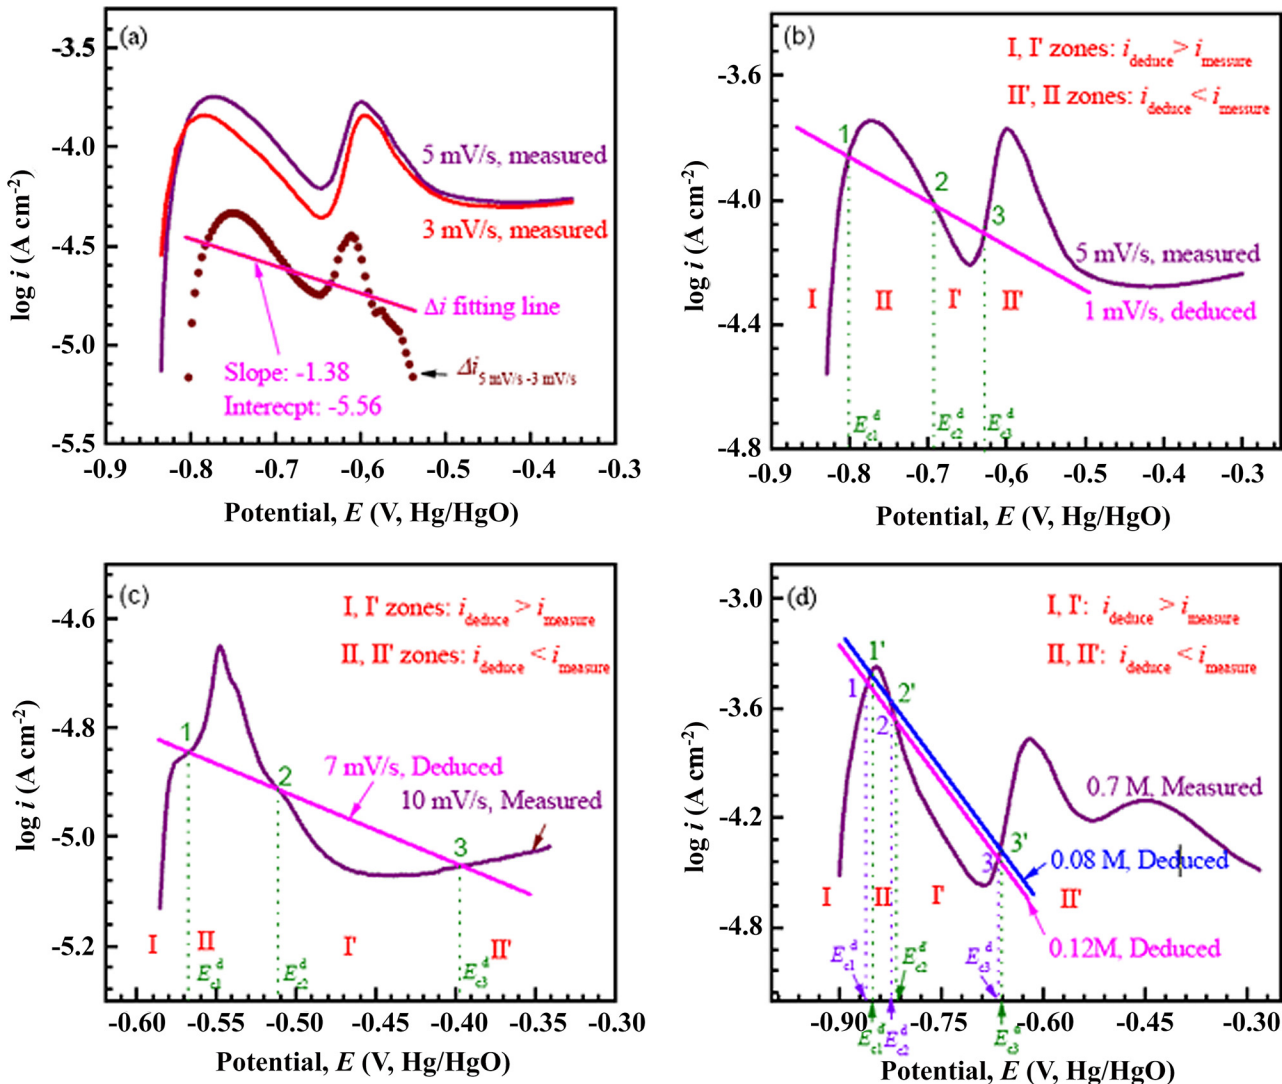 (a)
-3.5
-4.0
-4.5
-5.0
-5.5
log i (A cm-2)
5 mV/s, measured
3 mV/s, measured
Δi fitting line
Slope: -1.38
Interecpt: -5.56
Δi5 mV/s -3 mV/s
-0.9 -0.8 -0.7 -0,6 -0.5 -0.4 -0.3
Potential, E (V, Hg/HgO)
(b)
I, I' zones: ideduce> imessure
II', II zones: ideduce< imessure
-3.6
-4.0
-4.4
-4.8
log i (A cm-2)
1
2
3
5 mV/s, measured
1 mV/s, deduced
I II I' II'
Ec1d Ec2d Ec3d
-0.9 -0.8 -0.7 -0,6 -0.5 -0.4 -0.3
Potential, E (V, Hg/HgO)
(c)
I, I' zones: ideduce > imeasure
II, II' zones: ideduce < imeasure
-4.6
-4.8
-5.0
-5.2
log i (A cm-2)
1
2
3
7 mV/s, Deduced
10 mV/s, Measured
I II I' II'
Ec1d Ec2d Ec3d
-0.60 -0.55 -0.50 -0.45 -0.40 -0.35 -0.30
Potential, E (V, Hg/HgO)
(d)
I, I': ideduce > imeasure
II, II': ideduce < imeasure
-3.0
-3.6
-4.2
-4.8
log i (A cm-2)
1'
1
2'
2
3'
3
0.7 M, Measured
0.08 M, Deduced
0.12M, Deduced
I II I' II'
Ec1d Ec2d Ec3d
-0.90 -0.75 -0.60 -0.45 -0.30
Ec1d Ec2d Ec3
Potential, E (V, Hg/HgO)